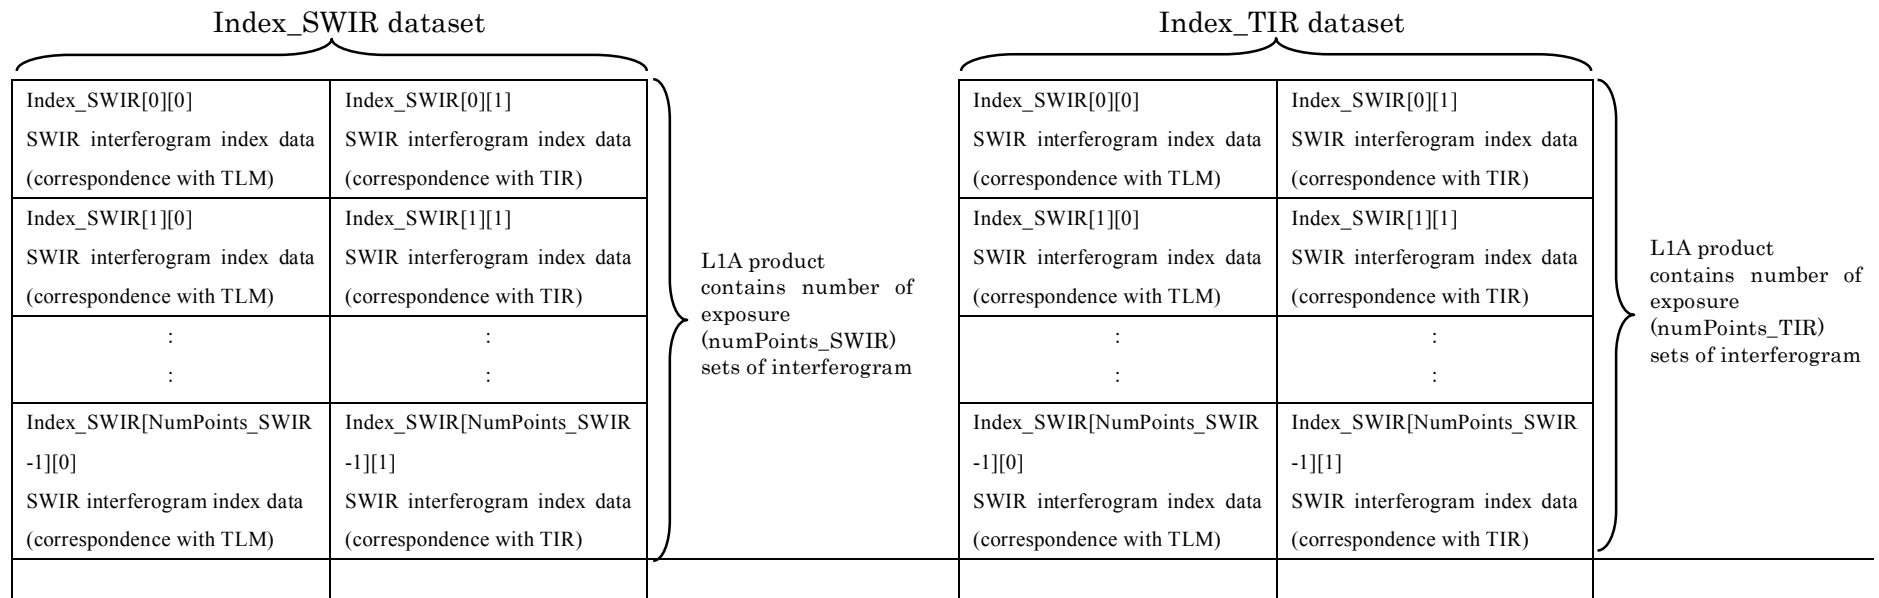 Index_SWIR dataset
Index_SWIR[0][0]
SWIR interferogram index data
(correspondence with TLM)
Index_SWIR[0][1]
SWIR interferogram index data
(correspondence with TIR)
Index_SWIR[1][0]
SWIR interferogram index data
(correspondence with TLM)
Index_SWIR[1][1]
SWIR interferogram index data
(correspondence with TIR)
:
:
:
:
Index_SWIR[NumPoints_SWIR
-1][0]
SWIR interferogram index data
(correspondence with TLM)
Index_SWIR[NumPoints_SWIR
-1][1]
SWIR interferogram index data
(correspondence with TIR)
L1A product
contains number of
exposure
(numPoints_SWIR)
sets of interferogram
Index_TIR dataset
Index_SWIR[0][0]
SWIR interferogram index data
(correspondence with TLM)
Index_SWIR[0][1]
SWIR interferogram index data
(correspondence with TIR)
Index_SWIR[1][0]
SWIR interferogram index data
(correspondence with TLM)
Index_SWIR[1][1]
SWIR interferogram index data
(correspondence with TIR)
:
:
:
:
Index_SWIR[NumPoints_SWIR
-1][0]
SWIR interferogram index data
(correspondence with TLM)
Index_SWIR[NumPoints_SWIR
-1][1]
SWIR interferogram index data
(correspondence with TIR)
L1A product
contains number of
exposure
(numPoints_TIR)
sets of interferogram